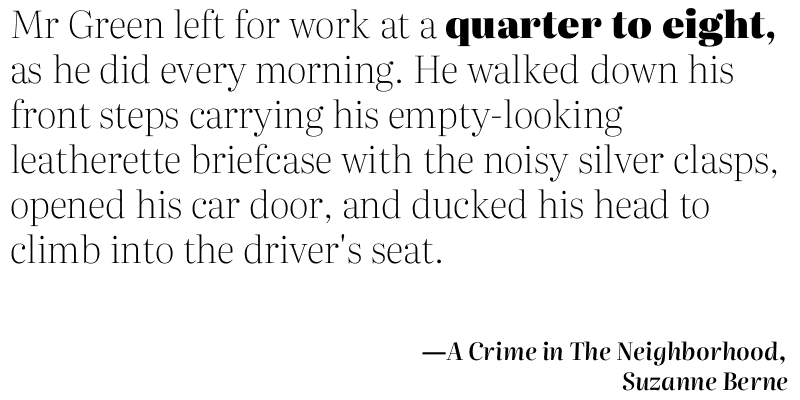 Mr Green left for work at a quarter to eight,
as he did every morning. He walked down his
front steps carrying his empty-looking
leatherette briefcase with the noisy silver clasps,
opened his car door, and ducked his head to
climb into the driver's seat.
—A Crime in The Neighborhood,
Suzanne Berne